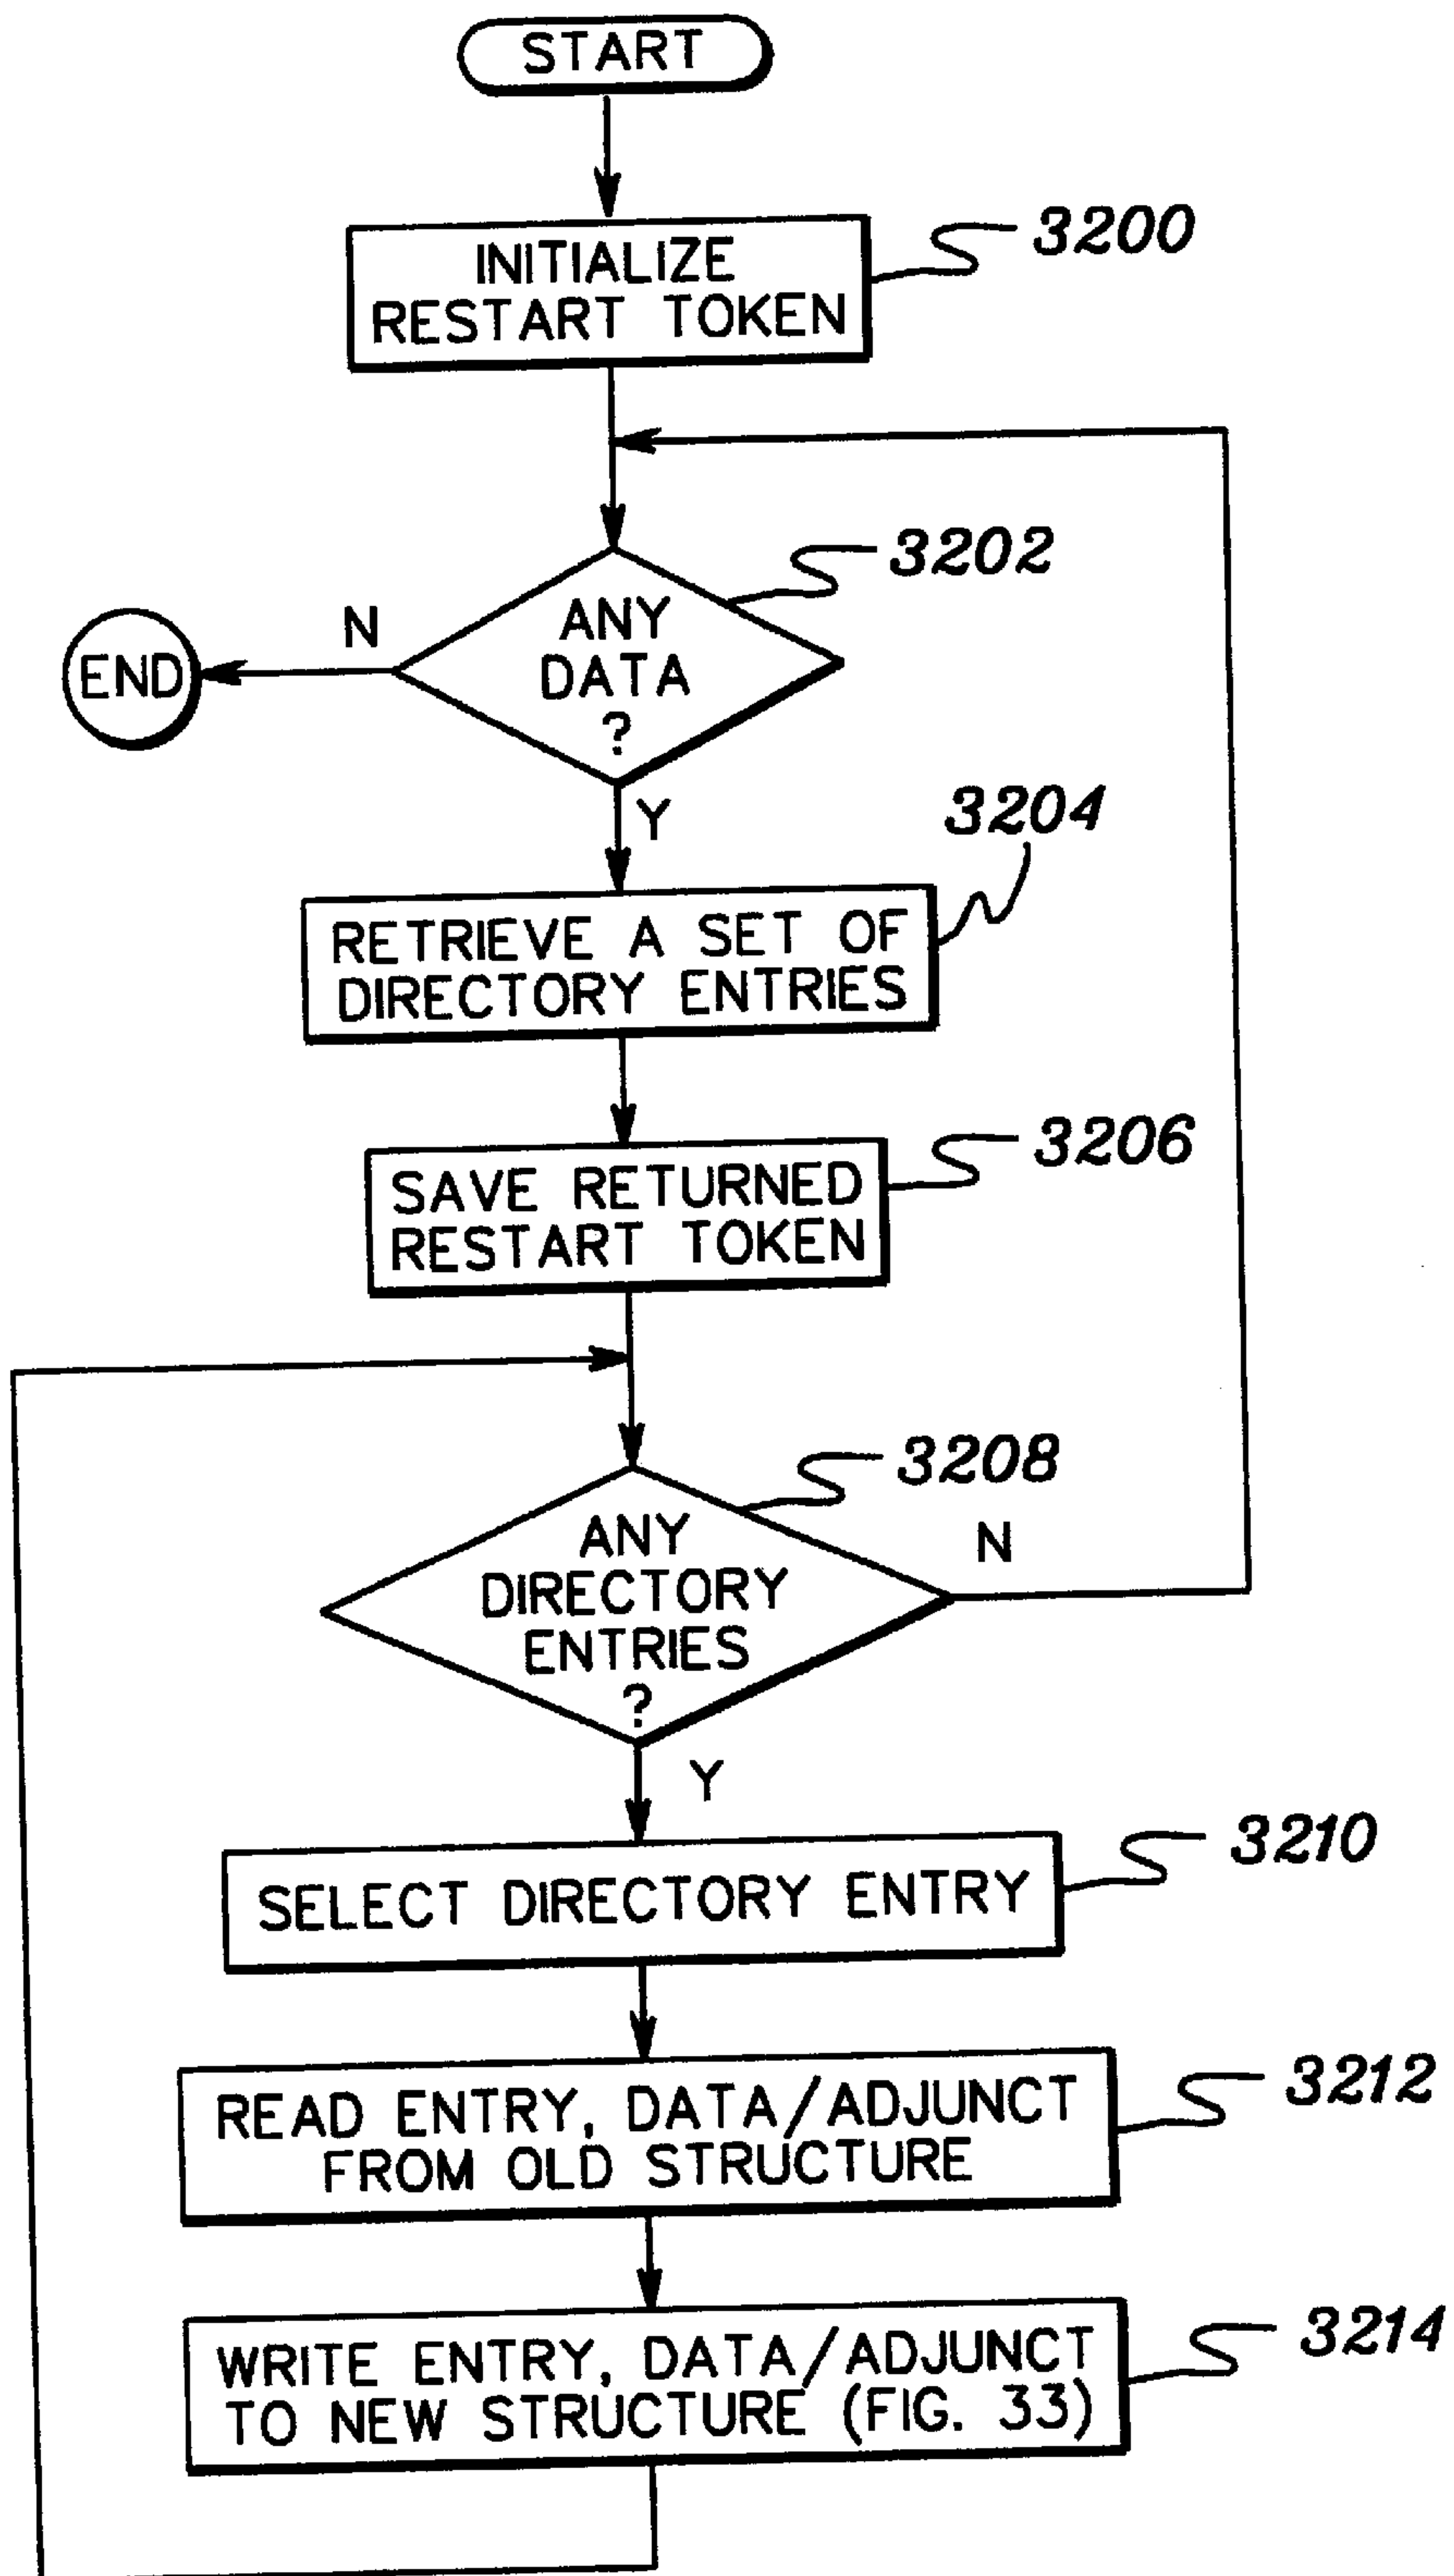 START
INITIALIZE
RESTART TOKEN
3200
ANY
DATA
?
3202
N
END
Y
RETRIEVE A SET OF
DIRECTORY ENTRIES
3204
SAVE RETURNED
RESTART TOKEN
3206
ANY
DIRECTORY
ENTRIES
?
3208
N
Y
SELECT DIRECTORY ENTRY
3210
READ ENTRY, DATA/ADJUNCT
FROM OLD STRUCTURE
3212
WRITE ENTRY, DATA/ADJUNCT
TO NEW STRUCTURE (FIG. 33)
3214